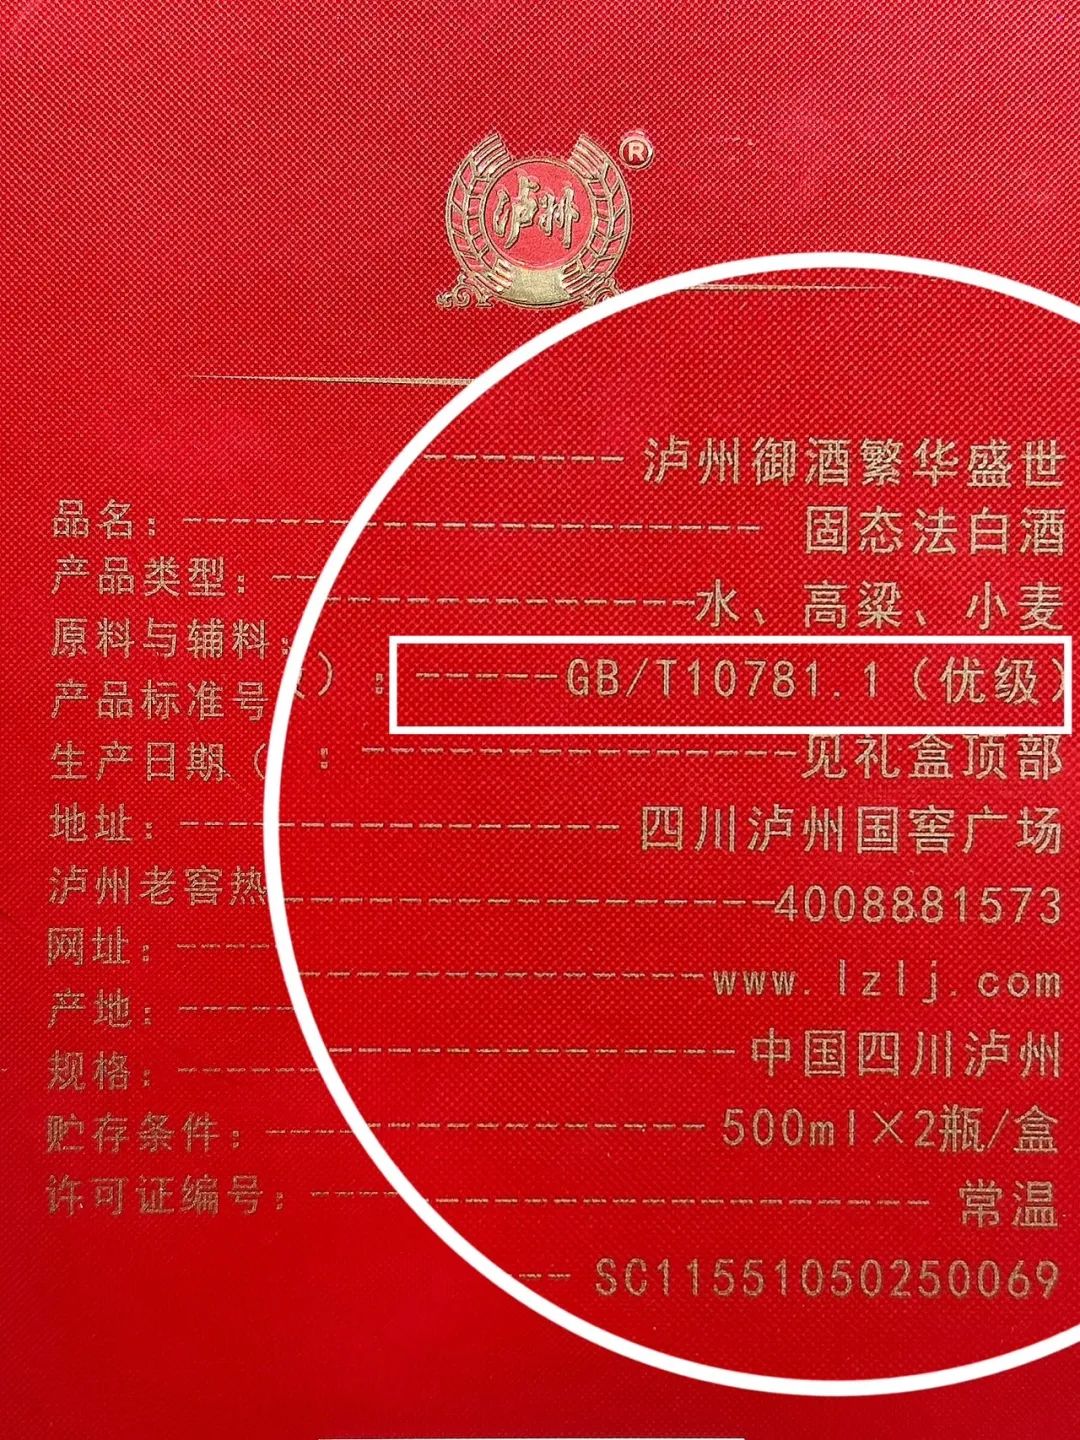 泸州
®
泸州御酒繁华盛世
品名：
固态法白酒
产品类型：
水、高粱、小麦
原料与辅料：
GB/T10781.1（优级）
产品标准号
）：
见礼盒顶部
生产日期（
：
四川泸州国窖广场
地址：
4008881573
泸州老窖热
www.lzlj.com
网址：
中国四川泸州
产地：
500ml×2瓶/盒
规格：
常温
贮存条件：
SC11551050250069
许可证编号：